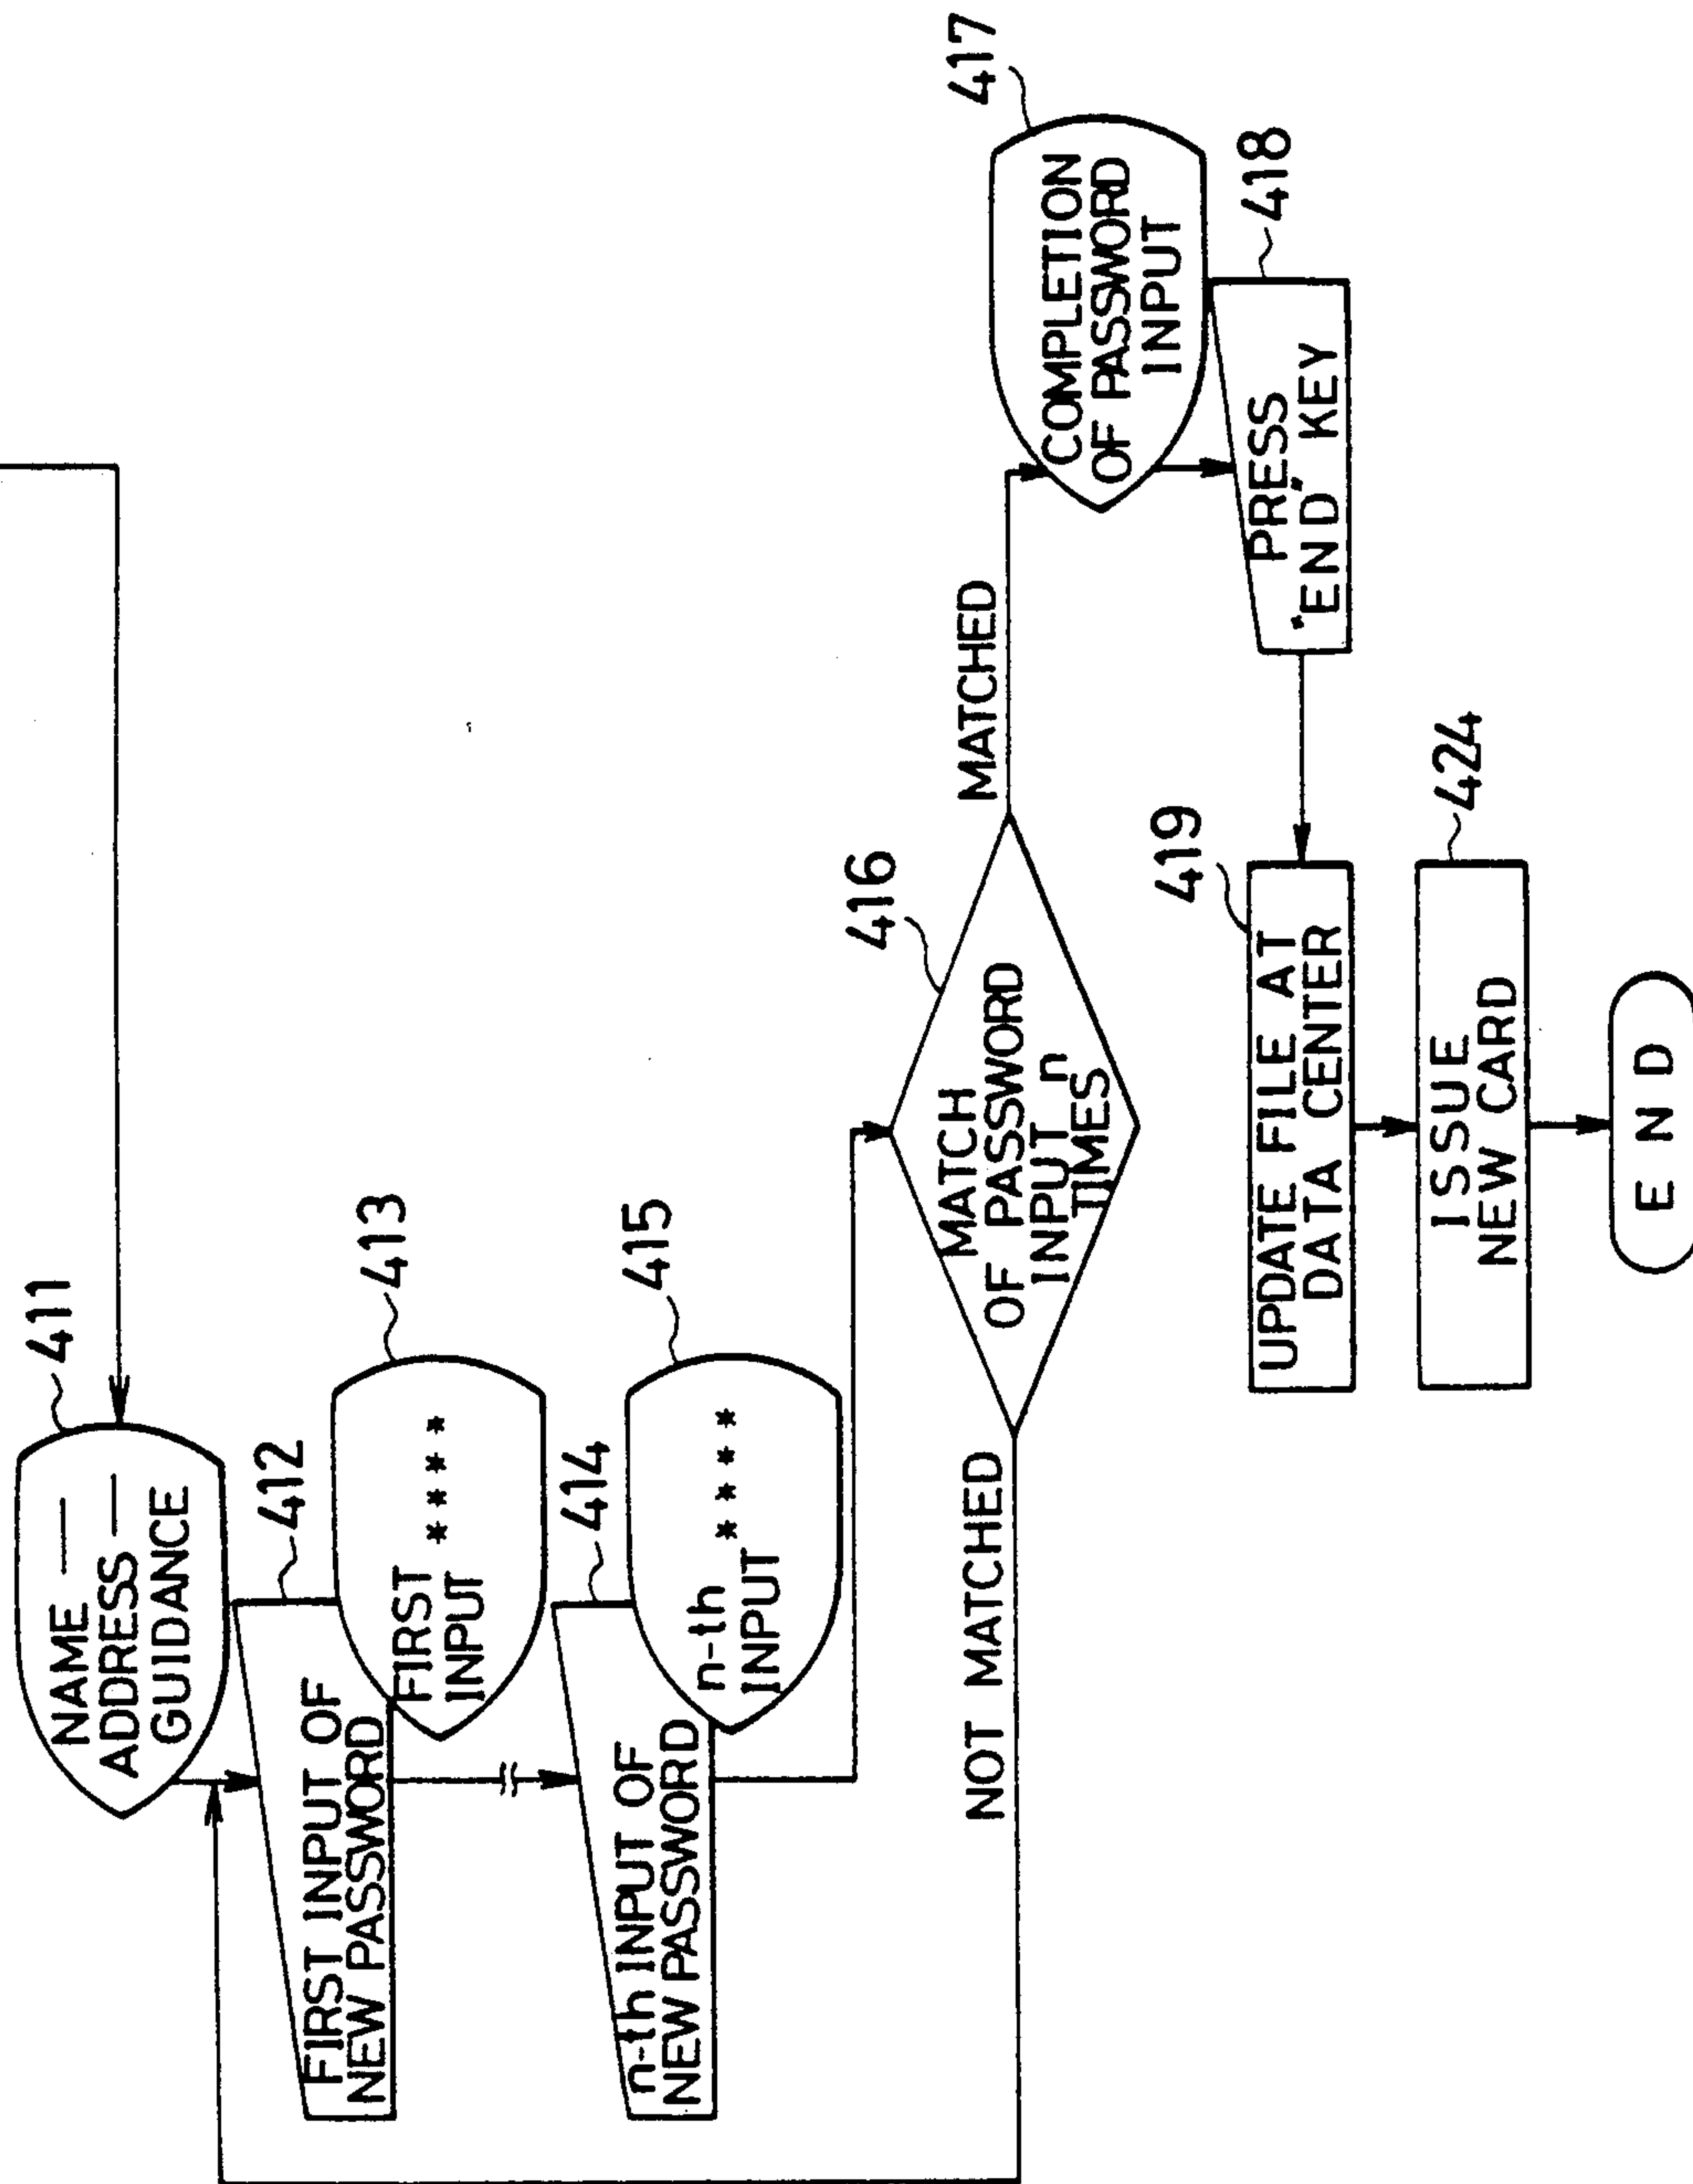 411
NAME —
ADDRESS —
GUIDANCE
412
FIRST INPUT OF
NEW PASSWORD
413
FIRST * * * *
INPUT
414
n-th INPUT OF
NEW PASSWORD
415
n-th * * * *
INPUT
416
MATCH
OF PASSWORD
INPUT n
TIMES
NOT MATCHED
MATCHED
417
COMPLETION
OF PASSWORD
INPUT
418
PRESS
"END" KEY
419
UPDATE FILE AT
DATA CENTER
424
ISSUE
NEW CARD
END